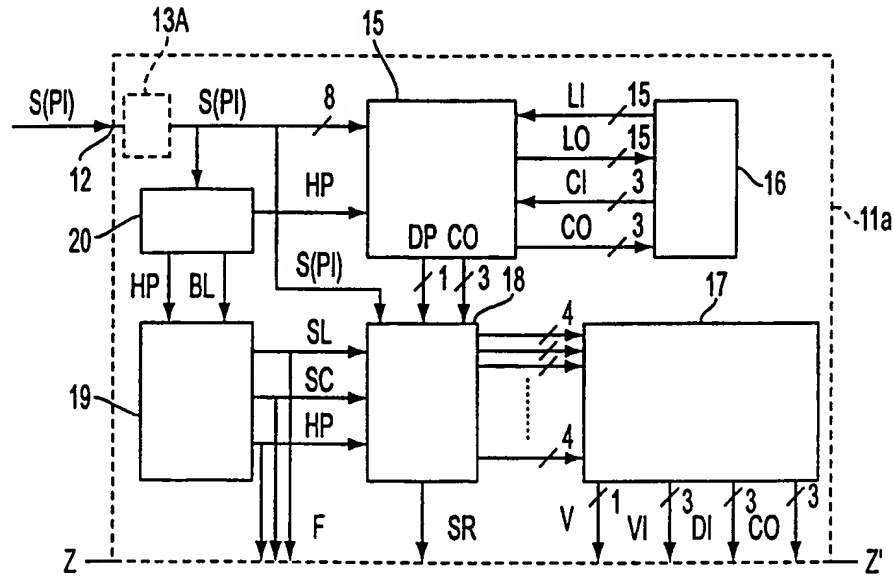 13A
15
S(PI)
S(PI)
8
LI
15
LO
15
12
HP
CI
3
16
20
CO
3
11a
DP
CO
HP
BL
S(PI)
1
3
18
17
SL
4
19
SC
HP
4
F
SR
V
1
VI
3
DI
3
CO
3
Z
Z'